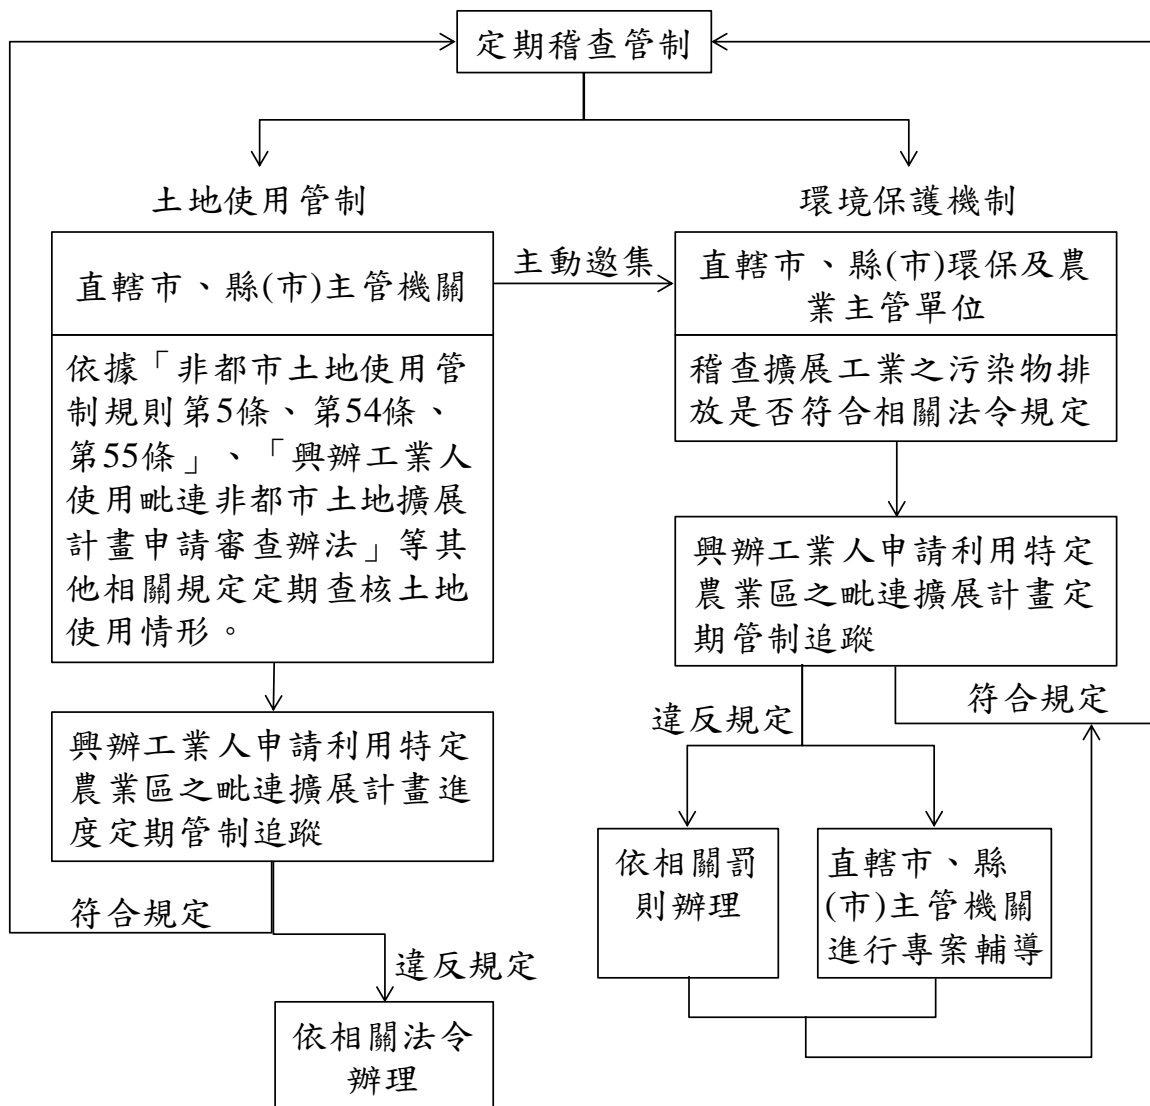 定期稽查管制
土地使用管制
環境保護機制
直轄市、縣(市)主管機關
主動邀集
直轄市、縣(市)環保及農
業主管單位
依據「非都市土地使用管
制規則第5條、第54條、
第55條」、「興辦工業人
使用毗連非都市土地擴展
計畫申請審查辦法」等其
他相關規定定期查核土地
使用情形。
稽查擴展工業之污染物排
放是否符合相關法令規定
興辦工業人申請利用特定
農業區之毗連擴展計畫定
期管制追蹤
興辦工業人申請利用特定
農業區之毗連擴展計畫進
度定期管制追蹤
違反規定
符合規定
依相關罰
則辦理
直轄市、縣
(市)主管機關
進行專案輔導
符合規定
違反規定
依相關法令
辦理